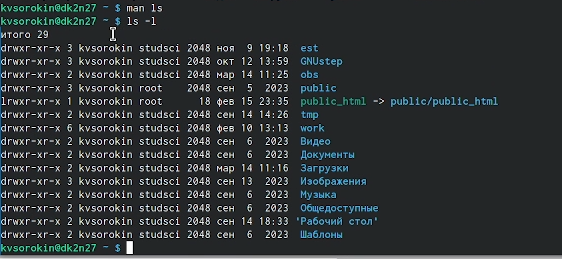 kvsorokin@dk2n27 ~ $ man ls
kvsorokin@dk2n27 ~ $ ls -l
итого 29
drwxr-xr-x 3 kvsorokin studsci 2048 ноя  9 19:18  est
drwxr-xr-x 3 kvsorokin studsci 2048 окт 12 13:59  GNUstep
drwxr-xr-x 2 kvsorokin studsci 2048 мар 14 11:25  obs
drwxr-xr-x 3 kvsorokin root    2048 сен  5  2023  public
lrwxr-xr-x 1 kvsorokin root      18 фев 15 23:35  public_html -> public/public_html
drwxr-xr-x 2 kvsorokin studsci 2048 сен 14 14:26  tmp
drwxr-xr-x 6 kvsorokin studsci 2048 фев 10 13:13  work
drwxr-xr-x 2 kvsorokin studsci 2048 сен  6  2023  Видео
drwxr-xr-x 2 kvsorokin studsci 2048 сен  6  2023  Документы
drwxr-xr-x 2 kvsorokin studsci 2048 мар 14 11:16  Загрузки
drwxr-xr-x 3 kvsorokin studsci 2048 сен 13  2023  Изображения
drwxr-xr-x 2 kvsorokin studsci 2048 сен  6  2023  Музыка
drwxr-xr-x 2 kvsorokin studsci 2048 сен  6  2023  Общедоступные
drwxr-xr-x 2 kvsorokin studsci 2048 сен 14 18:33 'Рабочий стол'
drwxr-xr-x 2 kvsorokin studsci 2048 сен  6  2023  Шаблоны
kvsorokin@dk2n27 ~ $